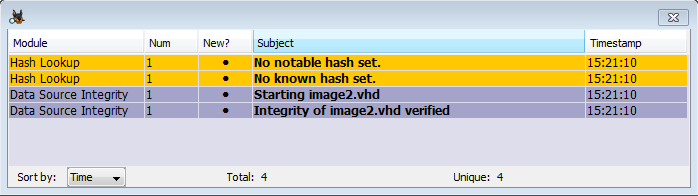 Module Num New? Subject Timestamp
Hash Lookup 1 ● No notable hash set. 15:21:10
Hash Lookup 1 ● No known hash set. 15:21:10
Data Source Integrity 1 ● Starting image2.vhd 15:21:10
Data Source Integrity 1 ● Integrity of image2.vhd verified 15:21:10
Sort by: Time Total: 4 Unique: 4